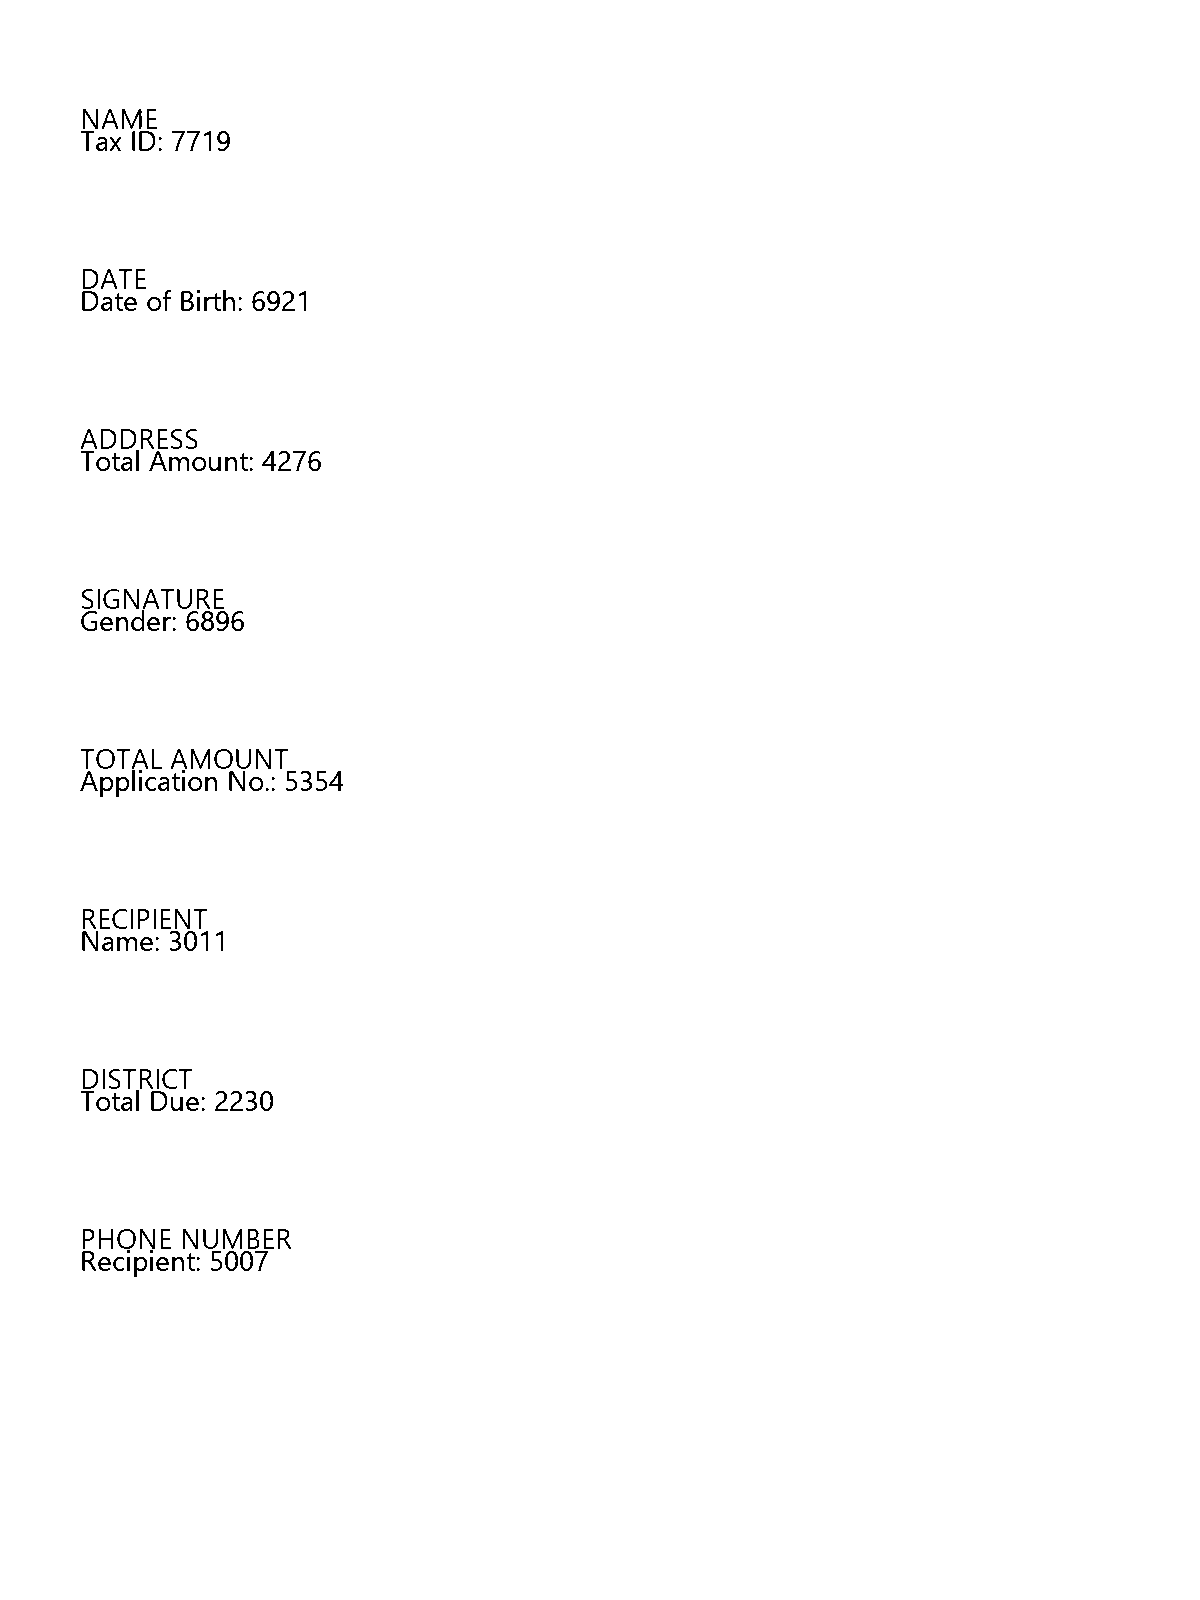 NAME
Tax ID: 7719
DATE
Date of Birth: 6921
ADDRESS
Total Amount: 4276
SIGNATURE
Gender: 6896
TOTAL AMOUNT
Application No.: 5354
RECIPIENT
Name: 3011
DISTRICT
Total Due: 2230
PHONE NUMBER
Recipient: 5007